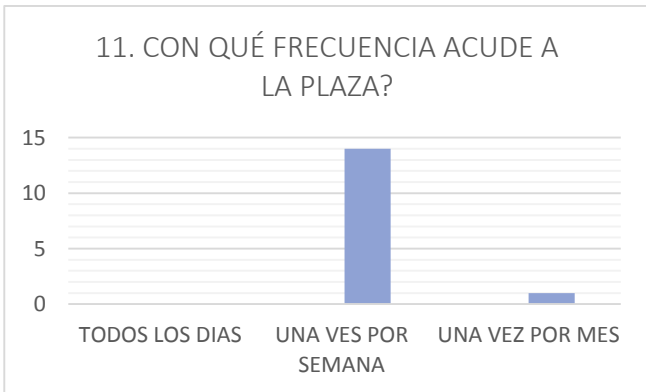 11. CON QUÉ FRECUENCIA ACUDE A
LA PLAZA?
15
10
5
0
TODOS LOS DIAS
UNA VES POR
SEMANA
UNA VEZ POR MES